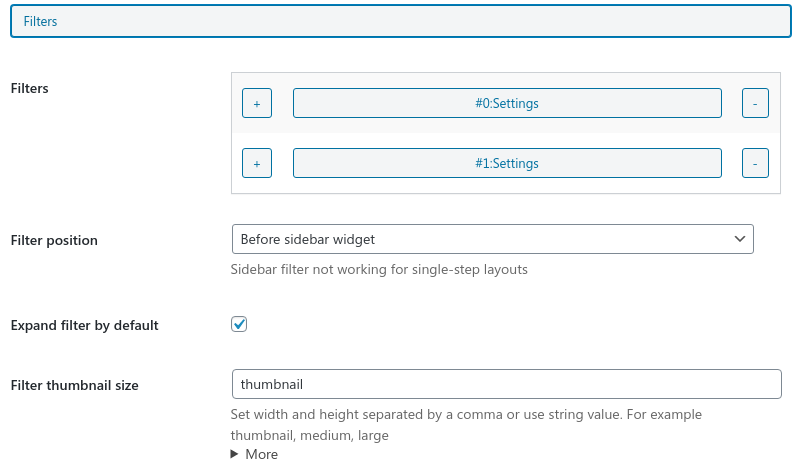 Filters
Filters
+
#0:Settings
-
+
#1:Settings
-
Filter position
Before sidebar widget
Sidebar filter not working for single-step layouts
Expand filter by default
Filter thumbnail size
thumbnail
Set width and height separated by a comma or use string value. For example
thumbnail, medium, large
More